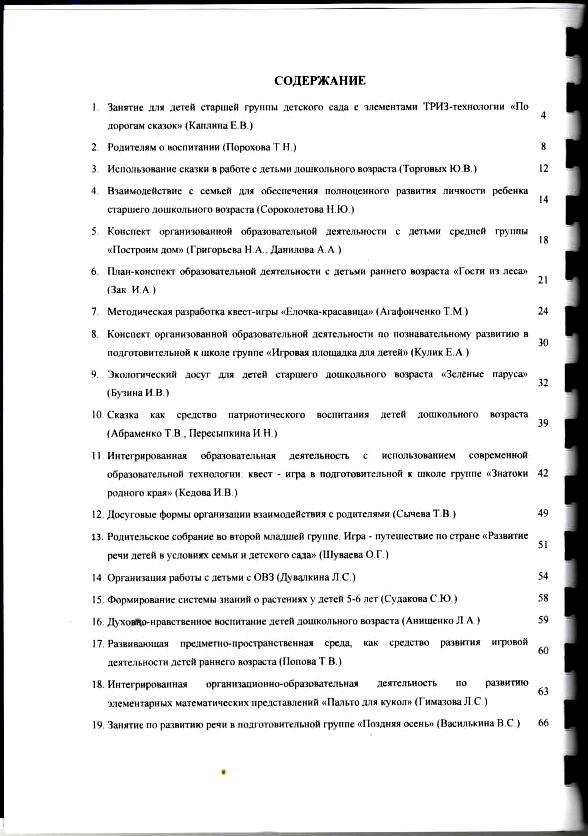 СОДЕРЖАНИЕ
1. Занятие для детей старшей группы детского сада с элементами ТРИЗ-технологии «По
дорогам сказок» (Каплина Е.В.) 4
2. Родителям о воспитании (Порохова Т.Н.) 8
3. Использование сказки в работе с детьми дошкольного возраста (Торговых Ю.В.) 12
4. Взаимодействие с семьей для обеспечения полноценного развития личности ребенка
старшего дошкольного возраста (Сороколетова Н.Ю.) 14
5. Конспект организованной образовательной деятельности с детьми средней группы
«Построим дом» (Григорьева Н.А., Данилова А.А.) 18
6. План-конспект образовательной деятельности с детьми раннего возраста «Гости из леса»
(Зак И.А.) 21
7. Методическая разработка квест-игры «Елочка-красавица» (Агафонченко Т.М.) 24
8. Конспект организованной образовательной деятельности по познавательному развитию в
подготовительной к школе группе «Игровая площадка для детей» (Кулик Е.А.) 30
9. Экологический досуг для детей старшего дошкольного возраста «Зелёные паруса»
(Бузина И.В.) 32
10. Сказка как средство патриотического воспитания детей дошкольного возраста
(Абраменко Т.В., Пересыпкина И.Н.) 39
11. Интегрированная образовательная деятельность с использованием современной
образовательной технологии: квест - игра в подготовительной к школе группе «Знатоки 42
родного края» (Кедова И.В.)
12. Досуговые формы организации взаимодействия с родителями (Сычева Т.В.) 49
13. Родительское собрание во второй младшей группе. Игра - путешествие по стране «Развитие
речи детей в условиях семьи и детского сада» (Шуваева О.Г.) 51
14. Организация работы с детьми с ОВЗ (Дувалкина Л.С.) 54
15. Формирование системы знаний о растениях у детей 5-6 лет (Судакова С.Ю.) 58
16. Духовно-нравственное воспитание детей дошкольного возраста (Анищенко Л.А.) 59
17. Развивающая предметно-пространственная среда, как средство развития игровой
деятельности детей раннего возраста (Попова Т.В.) 60
18. Интегрированная организационно-образовательная деятельность по развитию
элементарных математических представлений «Пальто для кукол» (Гимазова Л.С.) 63
19. Занятие по развитию речи в подготовительной группе «Поздняя осень» (Василькина В.С.) 66